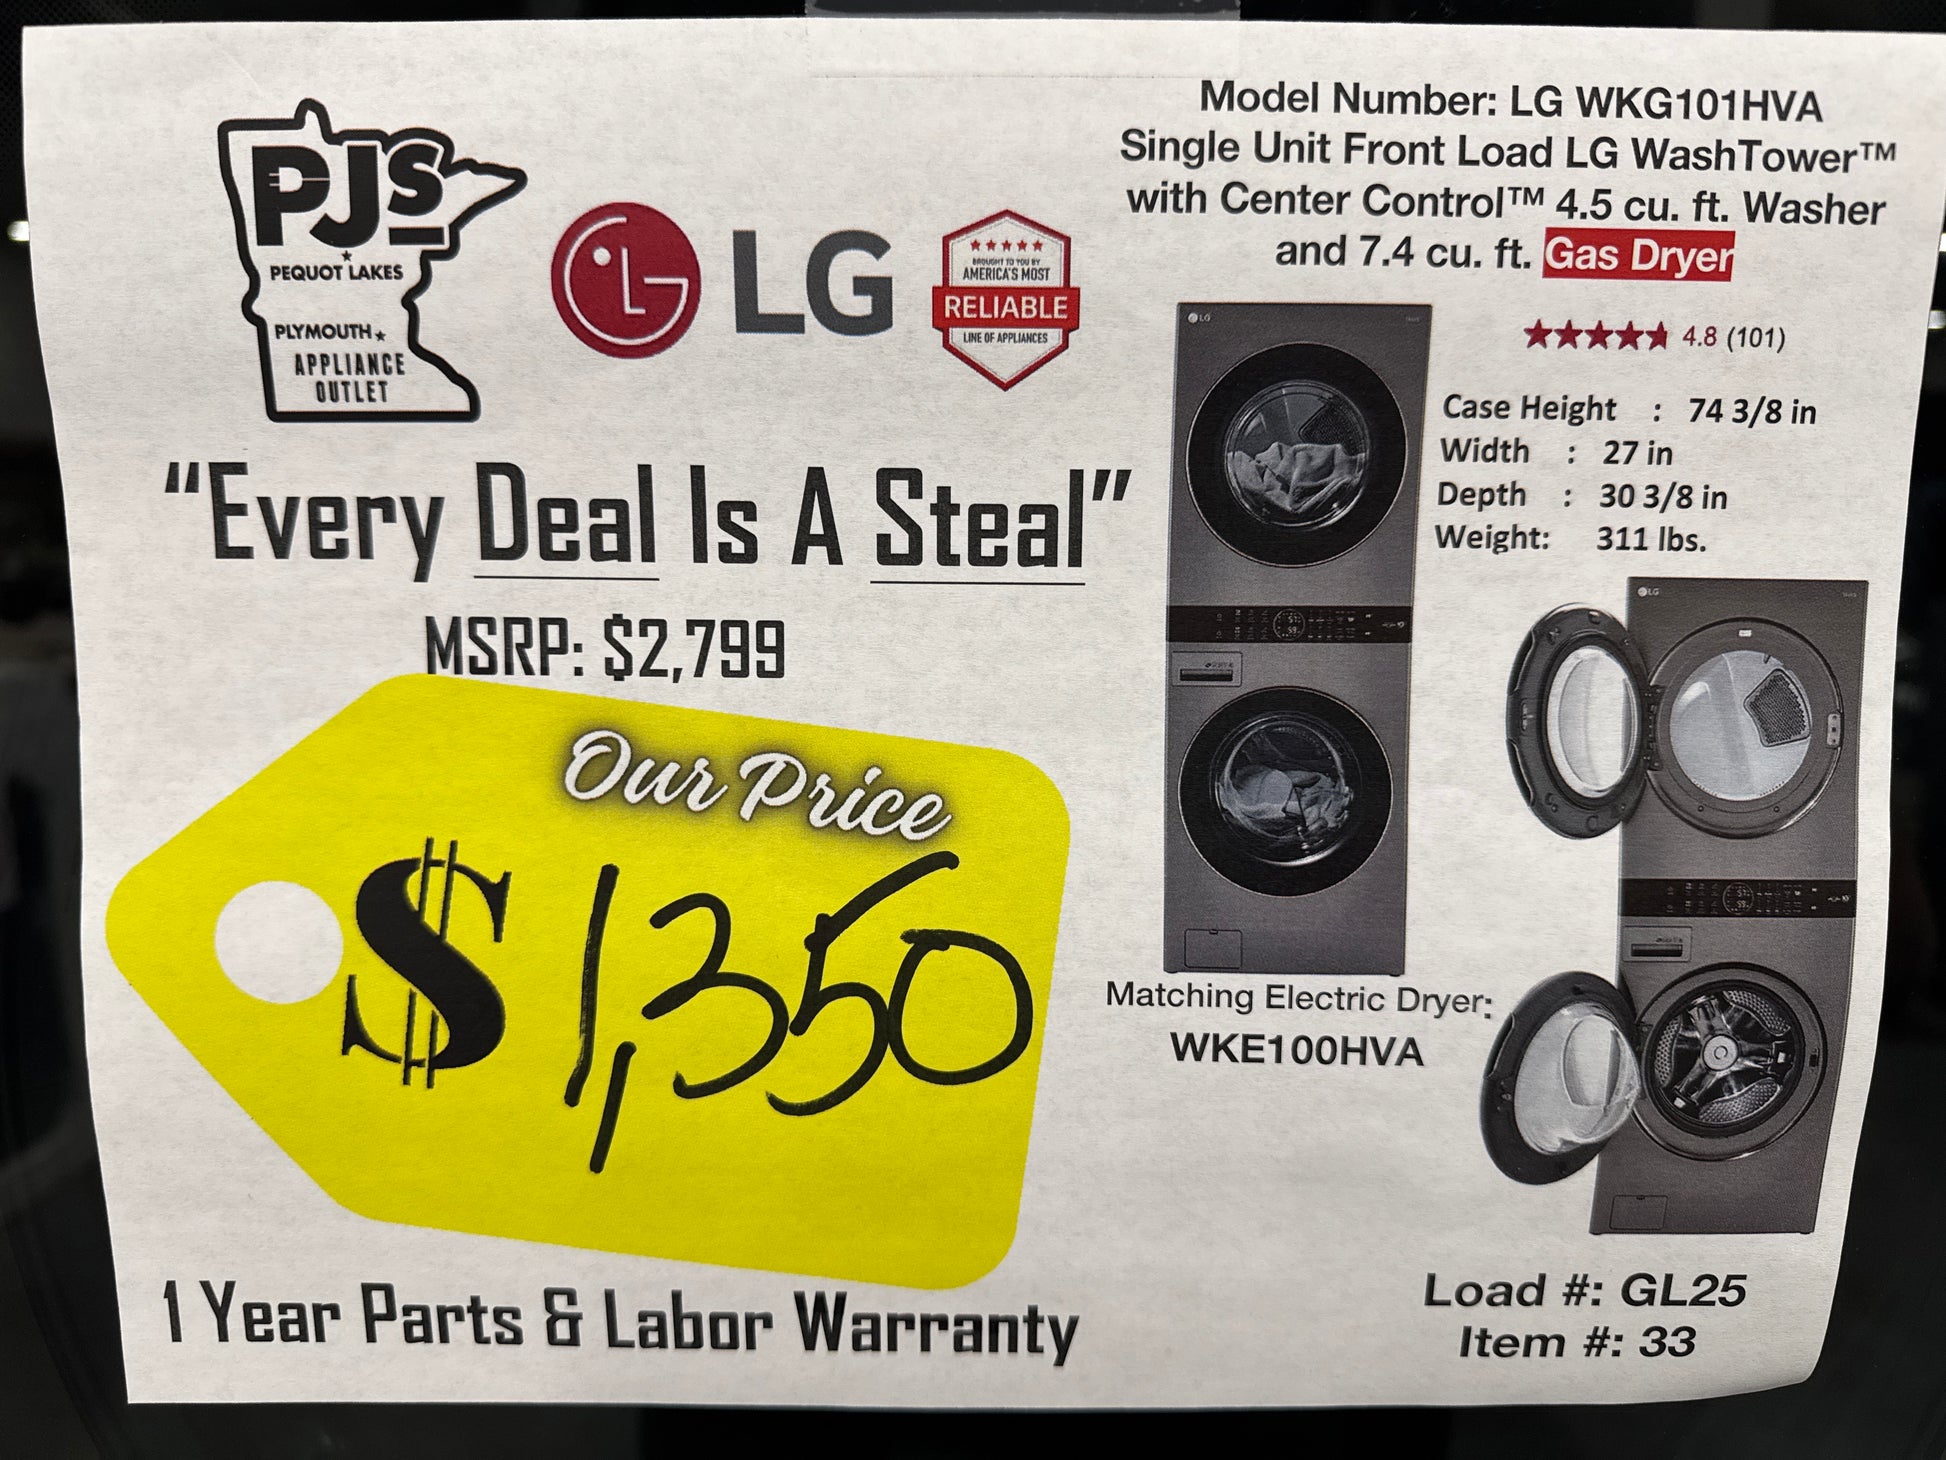 PJS
PEQUOT LAKES
PLYMOUTH
APPLIANCE
OUTLET
LG
BROUGHT TO YOU BY
AMERICA'S MOST
RELIABLE
LINE OF APPLIANCES
"Every Deal Is A Steal"
MSRP: $2,799
Our Price
$ 1,350
1 Year Parts & Labor Warranty
Model Number: LG WKG101HVA
Single Unit Front Load LG WashTower™
with Center Control™ 4.5 cu. ft. Washer
and 7.4 cu. ft. Gas Dryer
4.8 (101)
Case Height : 74 3/8 in
Width : 27 in
Depth : 30 3/8 in
Weight: 311 lbs.
LG
LG
Matching Electric Dryer:
WKE100HVA
Load #: GL25
Item #: 33